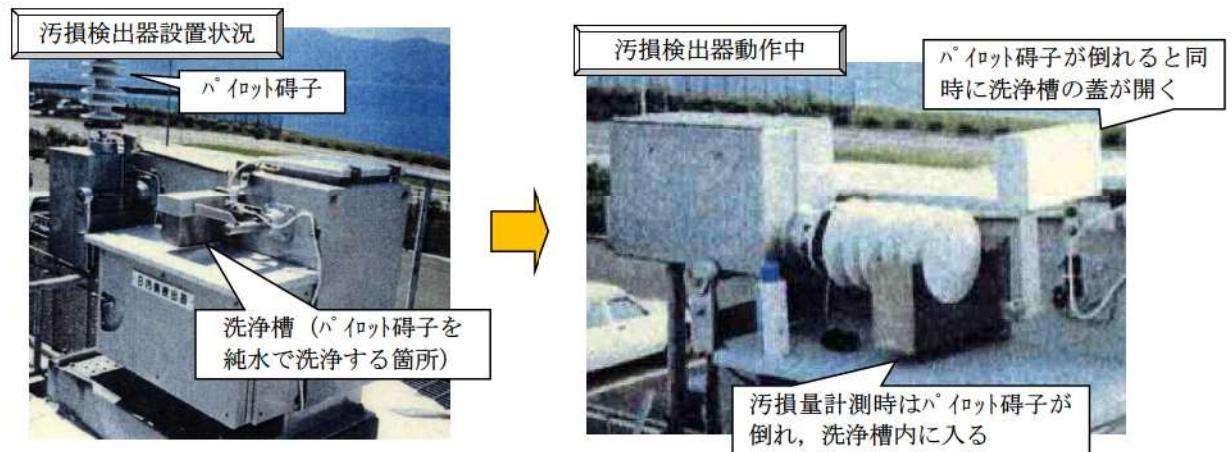 汚損検出器設置状況
ﾊﾟｲﾛｯﾄ碍子
洗浄槽（ﾊﾟｲﾛｯﾄ碍子を
純水で洗浄する箇所）
汚損検出器動作中
ﾊﾟｲﾛｯﾄ碍子が倒れると同
時に洗浄槽の蓋が開く
汚損量計測時はﾊﾟｲﾛｯﾄ碍子が
倒れ，洗浄槽内に入る